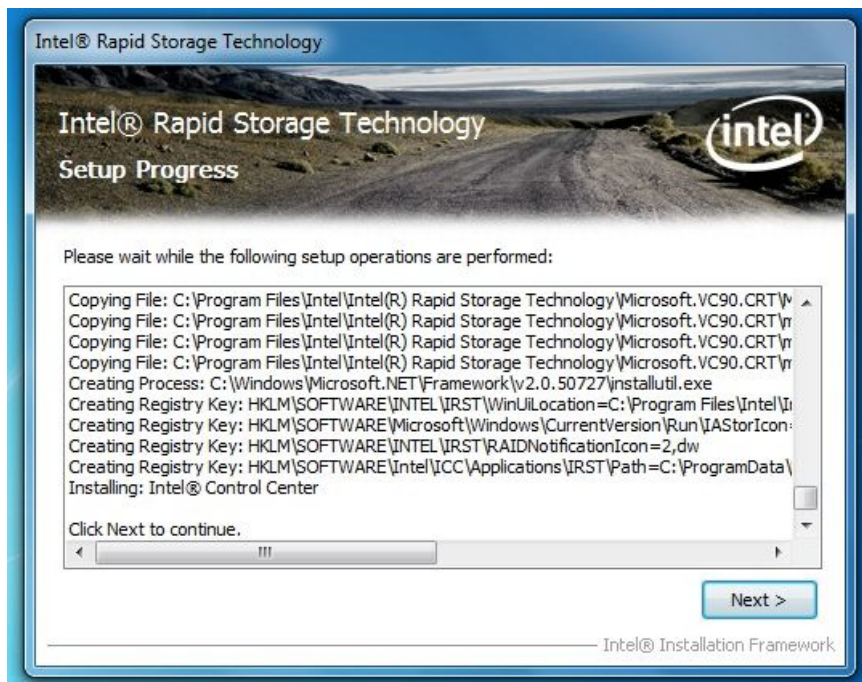 Intel® Rapid Storage Technology
Intel® Rapid Storage Technology
intel
Setup Progress
Please wait while the following setup operations are performed:
Copying File: C:\Program Files\Intel\Intel(R) Rapid Storage Technology\Microsoft.VC90.CRT\M
Copying File: C:\Program Files\Intel\Intel(R) Rapid Storage Technology\Microsoft.VC90.CRT\m
Copying File: C:\Program Files\Intel\Intel(R) Rapid Storage Technology\Microsoft.VC90.CRT\m
Copying File: C:\Program Files\Intel\Intel(R) Rapid Storage Technology\Microsoft.VC90.CRT\m
Creating Process: C:\Windows\Microsoft.NET\Framework\v2.0.50727\installutil.exe
Creating Registry Key: HKLM\SOFTWARE\INTEL\IRST\WinUiLocation=C:\Program Files\Intel\I
Creating Registry Key: HKLM\SOFTWARE\Microsoft\Windows\CurrentVersion\Run\IAStorIcon=
Creating Registry Key: HKLM\SOFTWARE\INTEL\IRST\RAIDNotificationIcon=2,dw
Creating Registry Key: HKLM\SOFTWARE\Intel\ICC\Applications\IRST\Path=C:\ProgramData\
Installing: Intel® Control Center
Click Next to continue.
Next >
Intel® Installation Framework